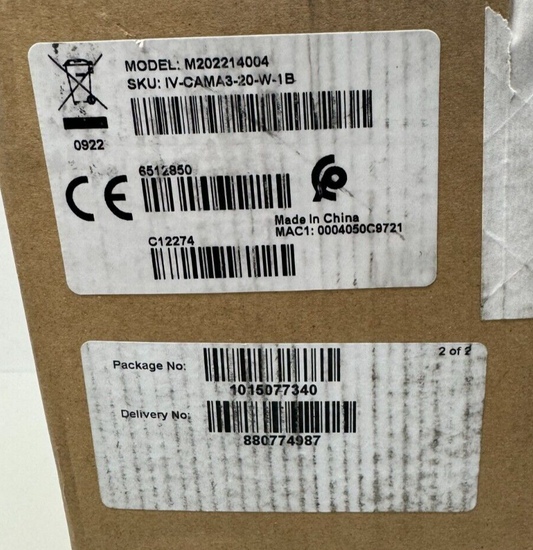 MODEL: M202214004
SKU: IV-CAMA3-20-W-1B
0922
6512850
CE
Made In China
MAC1: 0004050C9721
C12274
2 of 2
Package No:
1015077340
Delivery No:
880774987